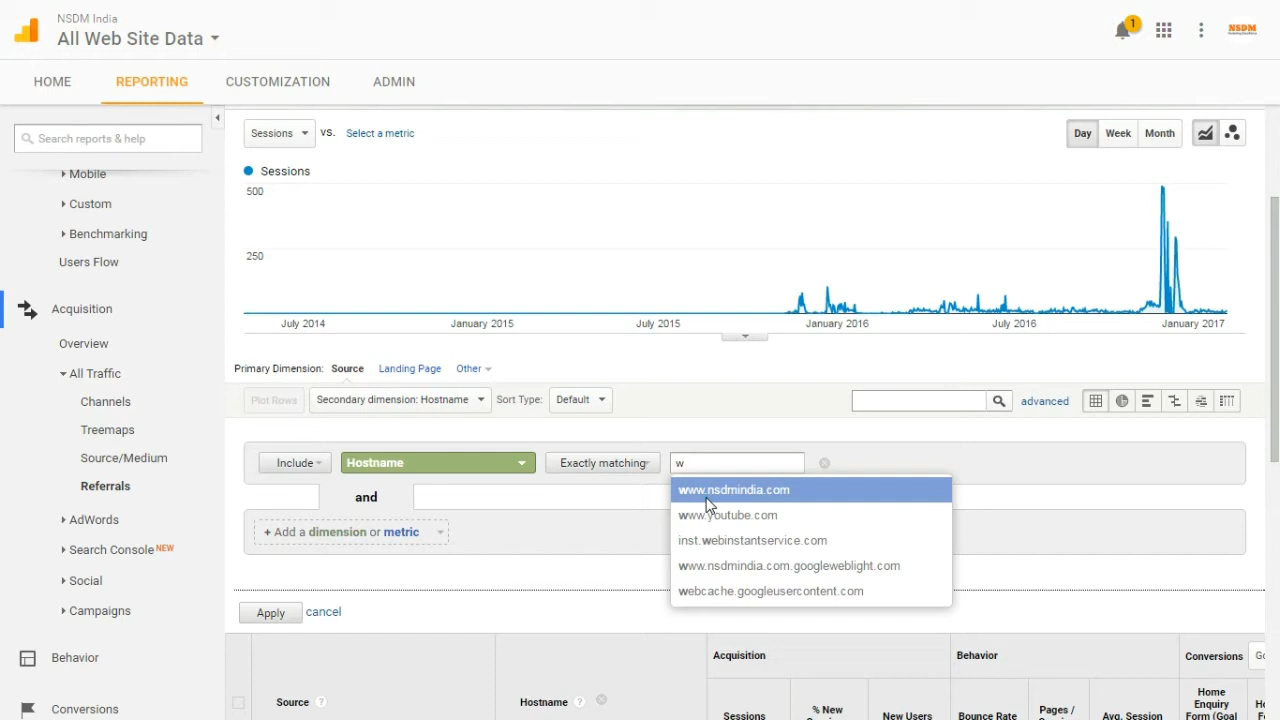 NSDM India
All Web Site Data
1
NSDM
HOME
REPORTING
CUSTOMIZATION
ADMIN
Search reports & help
Mobile
Custom
Benchmarking
Users Flow
Acquisition
Overview
All Traffic
Channels
Treemaps
Source/Medium
Referrals
AdWords
Search Console NEW
Social
Campaigns
Behavior
Conversions
Sessions
vs.
Select a metric
Day
Week
Month
Sessions
500
250
July 2014
January 2015
July 2015
January 2016
July 2016
January 2017
Primary Dimension: Source Landing Page Other
Plot Rows
Secondary dimension: Hostname
Sort Type:
Default
advanced
Include
Hostname
Exactly matching
w
www.nsdmindia.com
www.youtube.com
inst.webinstantservice.com
www.nsdmindia.com.googleweblight.com
webcache.googleusercontent.com
and
+ Add a dimension or metric
Apply
cancel
Source ?
Hostname ?
Acquisition
Behavior
Conversions
Sessions
% New
New Users
Bounce Rate
Pages /
Avg. Session
Home
Enquiry
Form (Goal